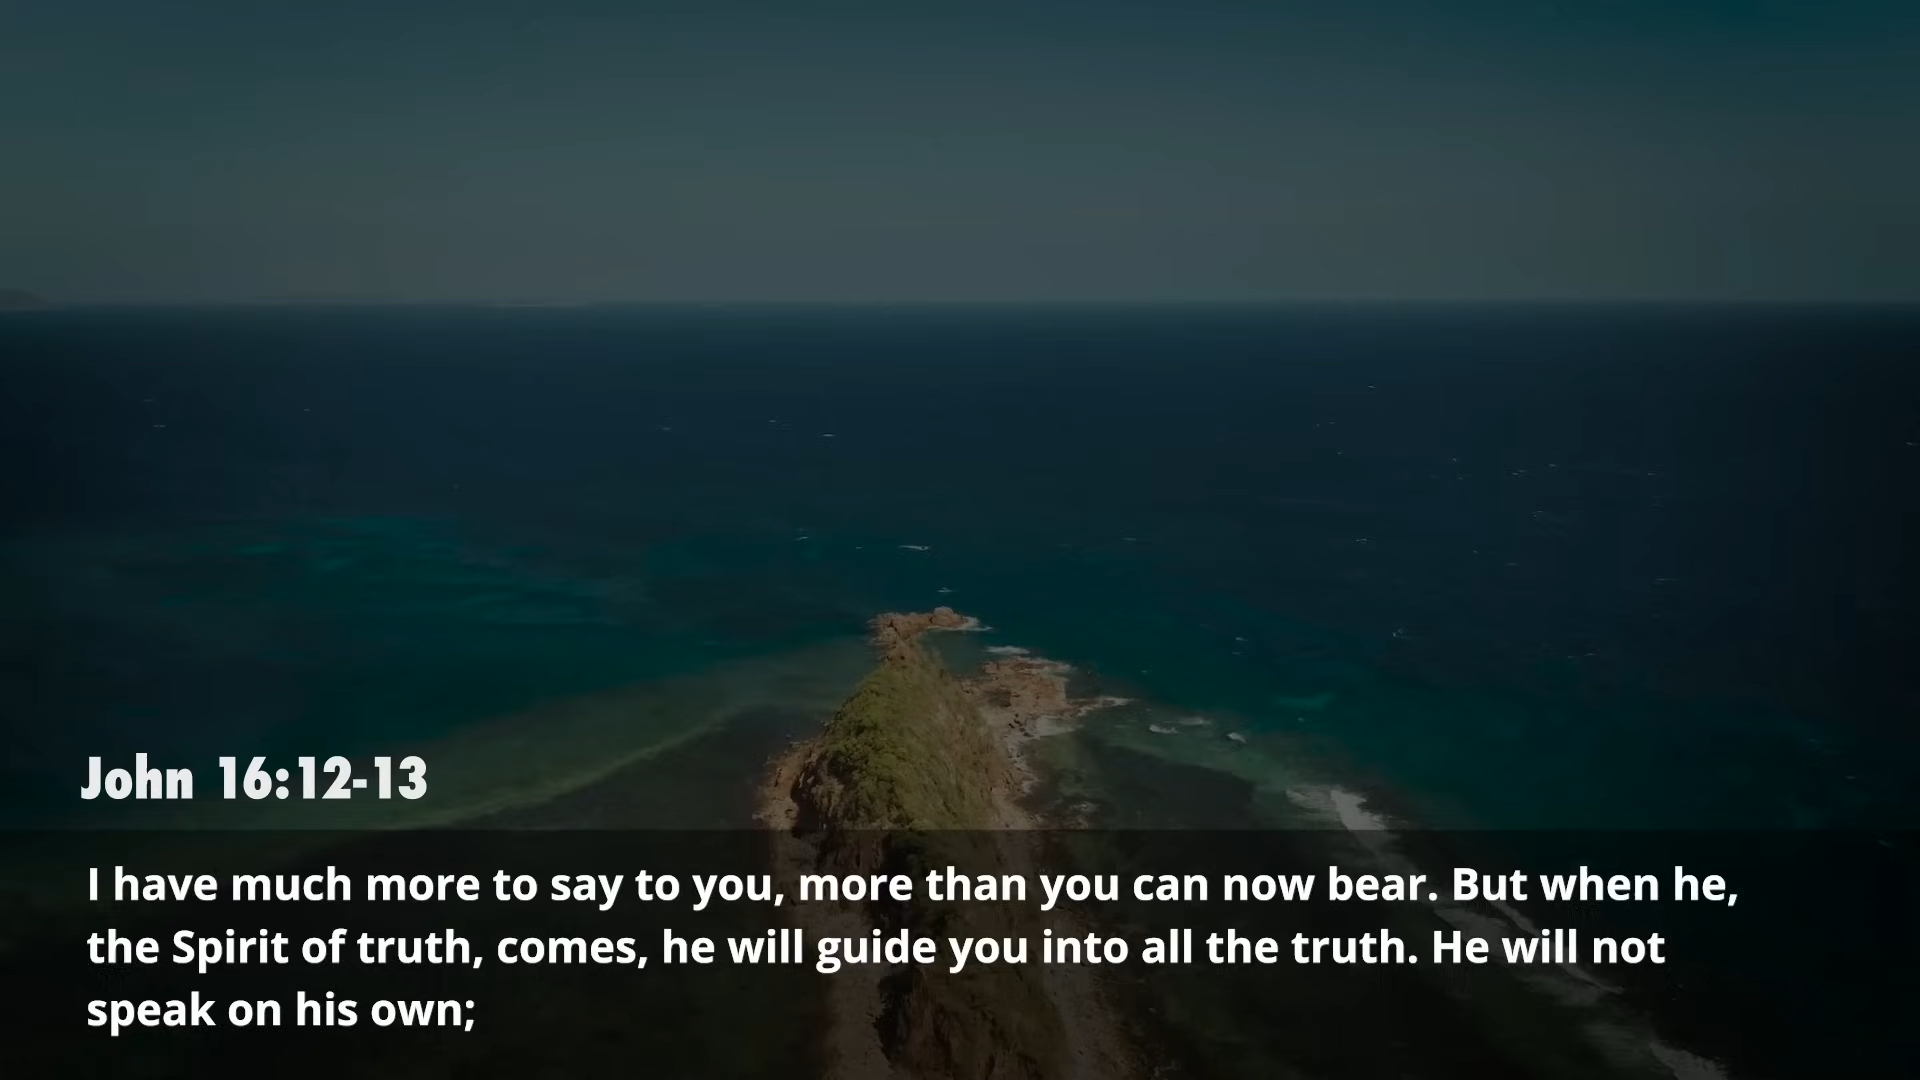 John 16:12-13
I have much more to say to you, more than you can now bear. But when he,
the Spirit of truth, comes, he will guide you into all the truth. He will not
speak on his own;